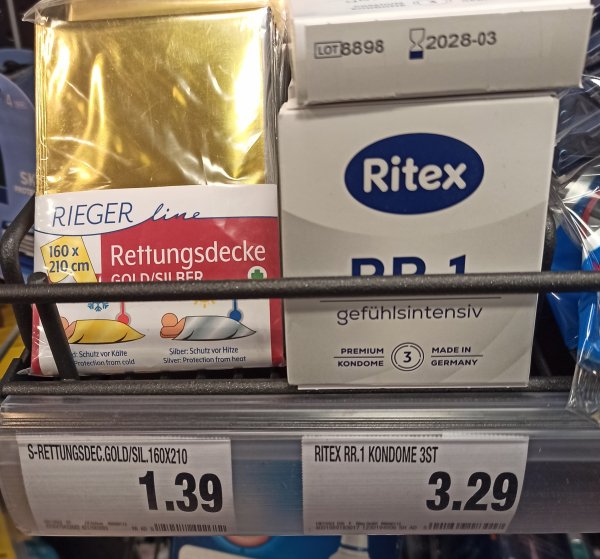 LOT 8898 2028-03
RIEGER line
160 x
210 cm
Rettungsdecke
GOLD/SILBER
Schutz vor Kälte
Protection from cold
Silber: Schutz vor Hitze
Silver: Protection from heat
Ritex
RR.1
gefühlsintensiv
PREMIUM
KONDOME
3
MADE IN
GERMANY
S-RETTUNGSDEC.GOLD/SIL.160X210
1.39
RITEX RR.1 KONDOME 3ST
3.29